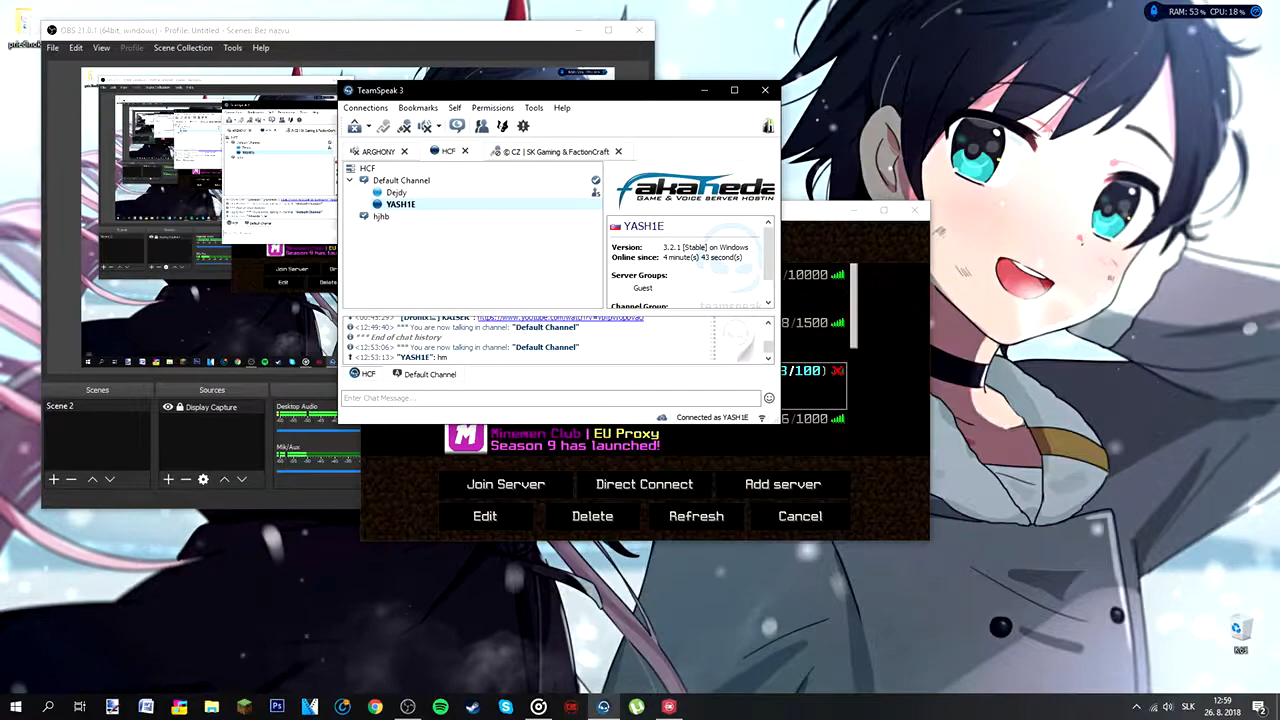 RAM: 53% CPU: 18%
OBS 21.0.1 (64bit, windows) - Profile: Untitled - Scenes: Bez nazvu
File Edit View Profile Scene Collection Tools Help
TeamSpeak 3
Connections Bookmarks Self Permissions Tools Help
ARGHONY HCF CZ | SK Gaming & FactionCraft
HCF
Default Channel
Dejdy
YASH1E
hjhb
fakaheda
GAME & VOICE SERVER HOSTIN
YASH1E
Version: 3.2.1 [Stable] on Windows
Online since: 4 minute(s) 43 second(s)
Server Groups:
Guest
Channel Group:
teamspeak
<12:49:40> *** You are now talking in channel: "Default Channel"
*** End of chat history
<12:53:06> *** You are now talking in channel: "Default Channel"
<12:53:13> "YASH1E": hm
HCF Default Channel
Enter Chat Message...
Connected as YASH1E
/10000
/1500
/100)
/1000
Scenes Sources
Scene 2
Display Capture
Desktop Audio
Mik/Aux
Minemen Club | EU Proxy
Season 9 has launched!
Join Server Direct Connect Add server
Edit Delete Refresh Cancel
Kôš
SLK
12:59
26. 8. 2018